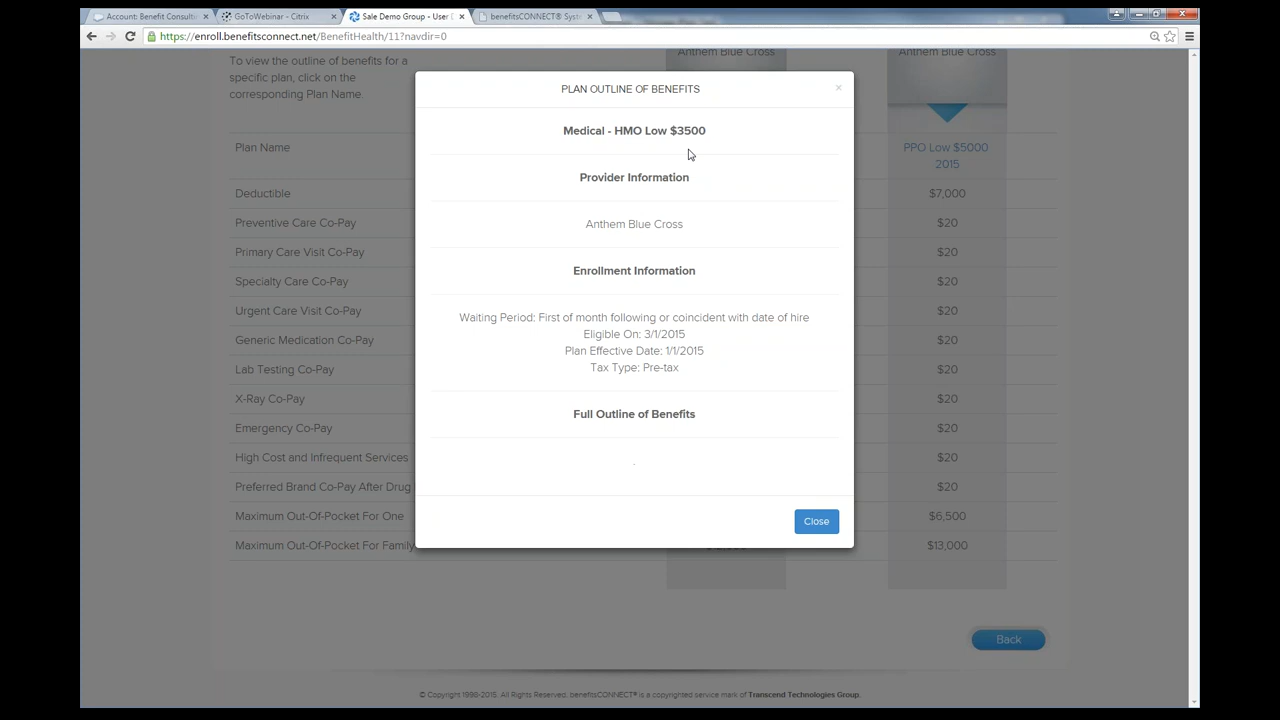 Account: Benefit Consulti
GoToWebinar - Citrix
Sale Demo Group - User D
benefitsCONNECT® Syst
https://enroll.benefitsconnect.net/BenefitHealth/11?navdir=0
To view the outline of benefits for a
specific plan, click on the
corresponding Plan Name
Anthem Blue Cross
Anthem Blue Cross
Plan Name
PPO Low $5000
2015
Deductible
$7,000
Preventive Care Co-Pay
$20
Primary Care Visit Co-Pay
$20
Specialty Care Co-Pay
$20
Urgent Care Visit Co-Pay
$20
Generic Medication Co-Pay
$20
Lab Testing Co-Pay
$20
X-Ray Co-Pay
$20
Emergency Co-Pay
$20
High Cost and Infrequent Services
$20
Preferred Brand Co-Pay After Drug
$20
Maximum Out-Of-Pocket For One
$6,500
Maximum Out-Of-Pocket For Family
$13,000
PLAN OUTLINE OF BENEFITS
×
Medical - HMO Low $3500
Provider Information
Anthem Blue Cross
Enrollment Information
Waiting Period: First of month following or coincident with date of hire
Eligible On: 3/1/2015
Plan Effective Date: 1/1/2015
Tax Type: Pre-tax
Full Outline of Benefits
.
Close
Back
© Copyright 1998-2015. All Rights Reserved. benefitsCONNECT® is a copyrighted service mark of Transcend Technologies Group.